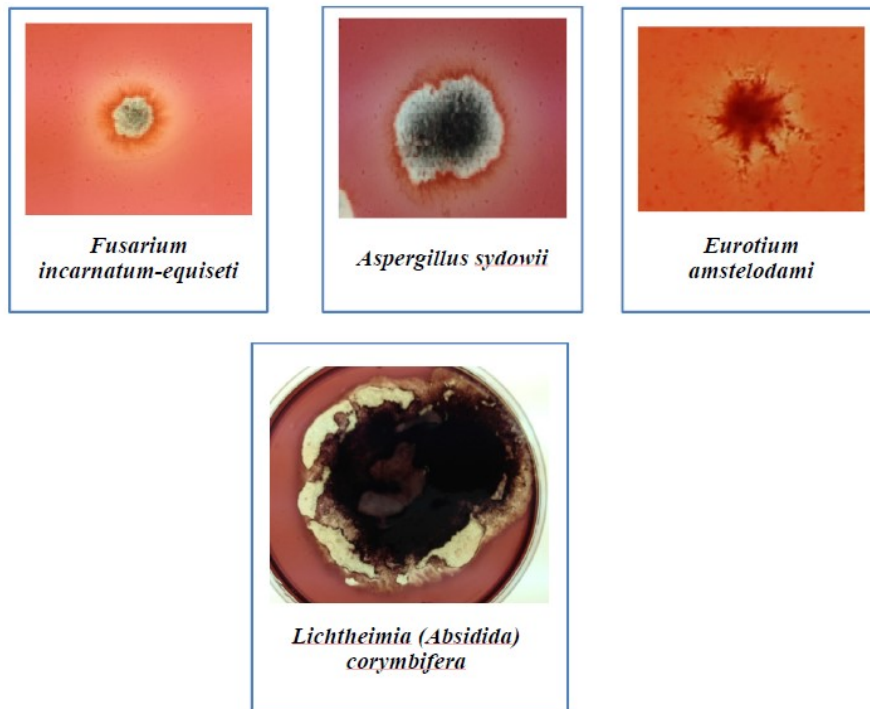 Fusarium
incarnatum-equiseti
Aspergillus sydowii
Eurotium
amstelodami
Lichtheimia (Absidida)
corymbifera